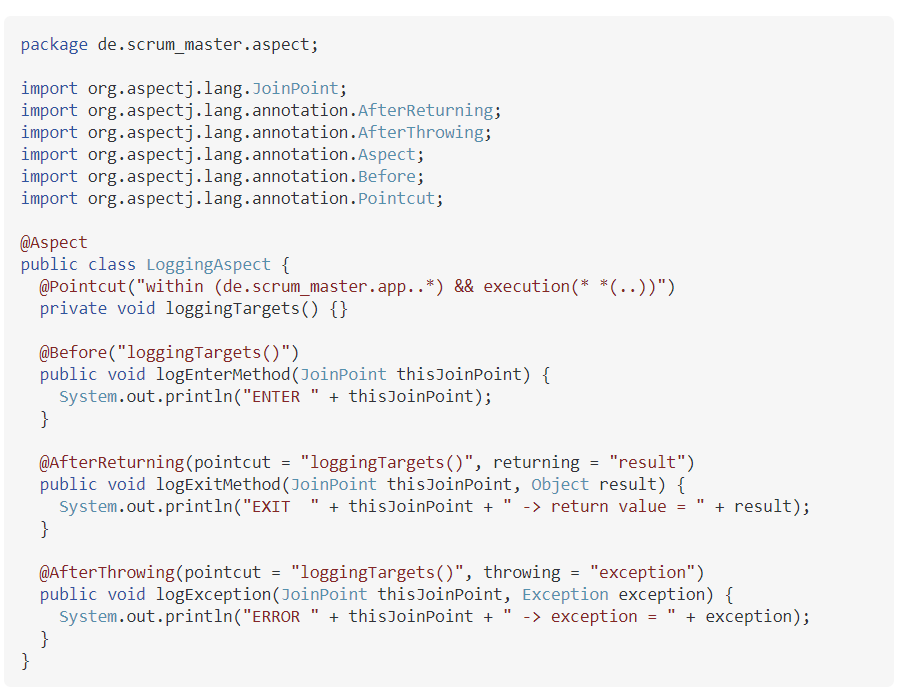 package de.scrum_master.aspect;

import org.aspectj.lang.JoinPoint;
import org.aspectj.lang.annotation.AfterReturning;
import org.aspectj.lang.annotation.AfterThrowing;
import org.aspectj.lang.annotation.Aspect;
import org.aspectj.lang.annotation.Before;
import org.aspectj.lang.annotation.Pointcut;

@Aspect
public class LoggingAspect {
  @Pointcut("within (de.scrum_master.app..*) && execution(* *(..))")
  private void loggingTargets() {}

  @Before("loggingTargets()")
  public void logEnterMethod(JoinPoint thisJoinPoint) {
    System.out.println("ENTER " + thisJoinPoint);
  }

  @AfterReturning(pointcut = "loggingTargets()", returning = "result")
  public void logExitMethod(JoinPoint thisJoinPoint, Object result) {
    System.out.println("EXIT  " + thisJoinPoint + " -> return value = " + result);
  }

  @AfterThrowing(pointcut = "loggingTargets()", throwing = "exception")
  public void logException(JoinPoint thisJoinPoint, Exception exception) {
    System.out.println("ERROR " + thisJoinPoint + " -> exception = " + exception);
  }
}